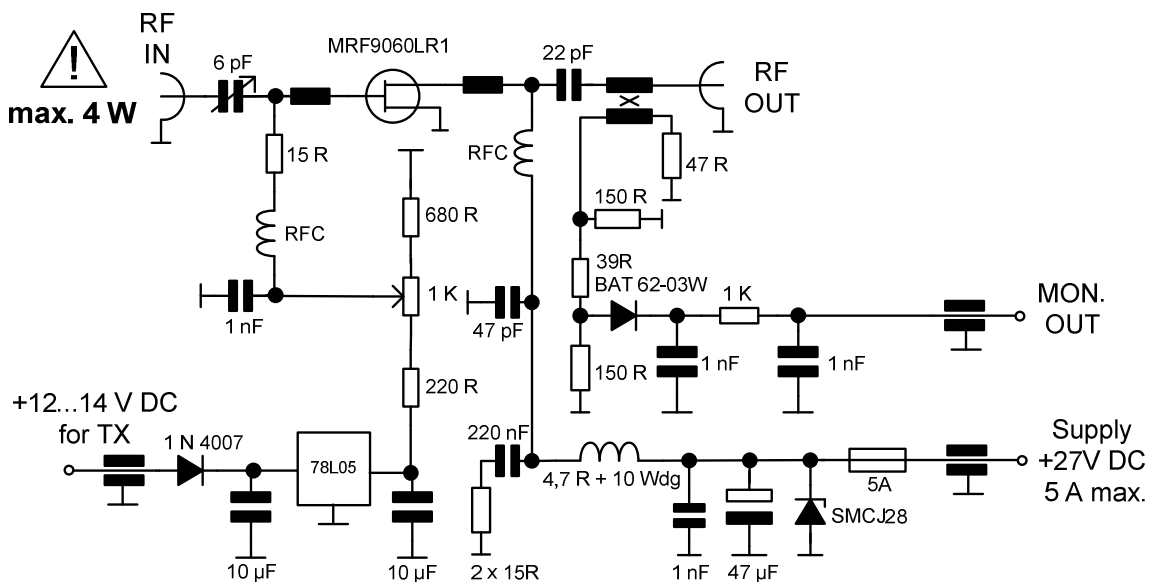 RF
IN
!
max. 4 W
6 pF
MRF9060LR1
22 pF
RF
OUT
15 R
RFC
47 R
150 R
680 R
RFC
39R
BAT 62-03W
1 K
1 K
MON.
OUT
1 nF
47 pF
150 R
1 nF
1 nF
220 R
+12...14 V DC
for TX
1 N 4007
78L05
220 nF
4,7 R + 10 Wdg
5A
Supply
+27V DC
5 A max.
SMCJ28
10 µF
10 µF
2 x 15R
1 nF
47 µF